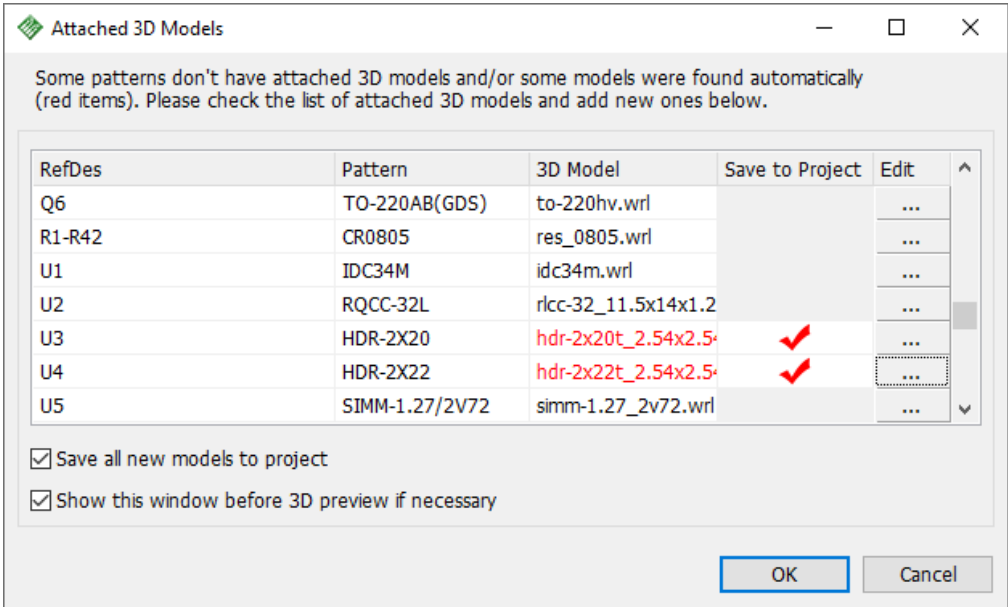 Attached 3D Models
Some patterns don't have attached 3D models and/or some models were found automatically
(red items). Please check the list of attached 3D models and add new ones below.
RefDes Pattern 3D Model Save to Project Edit
Q6 TO-220AB(GDS) to-220hv.wrl ...
R1-R42 CR0805 res_0805.wrl ...
U1 IDC34M idc34m.wrl ...
U2 RQCC-32L rlcc-32_11.5x14x1.2 ...
U3 HDR-2X20 hdr-2x20t_2.54x2.54 ...
U4 HDR-2X22 hdr-2x22t_2.54x2.54 ...
U5 SIMM-1.27/2V72 simm-1.27_2v72.wrl ...
Save all new models to project
Show this window before 3D preview if necessary
OK Cancel